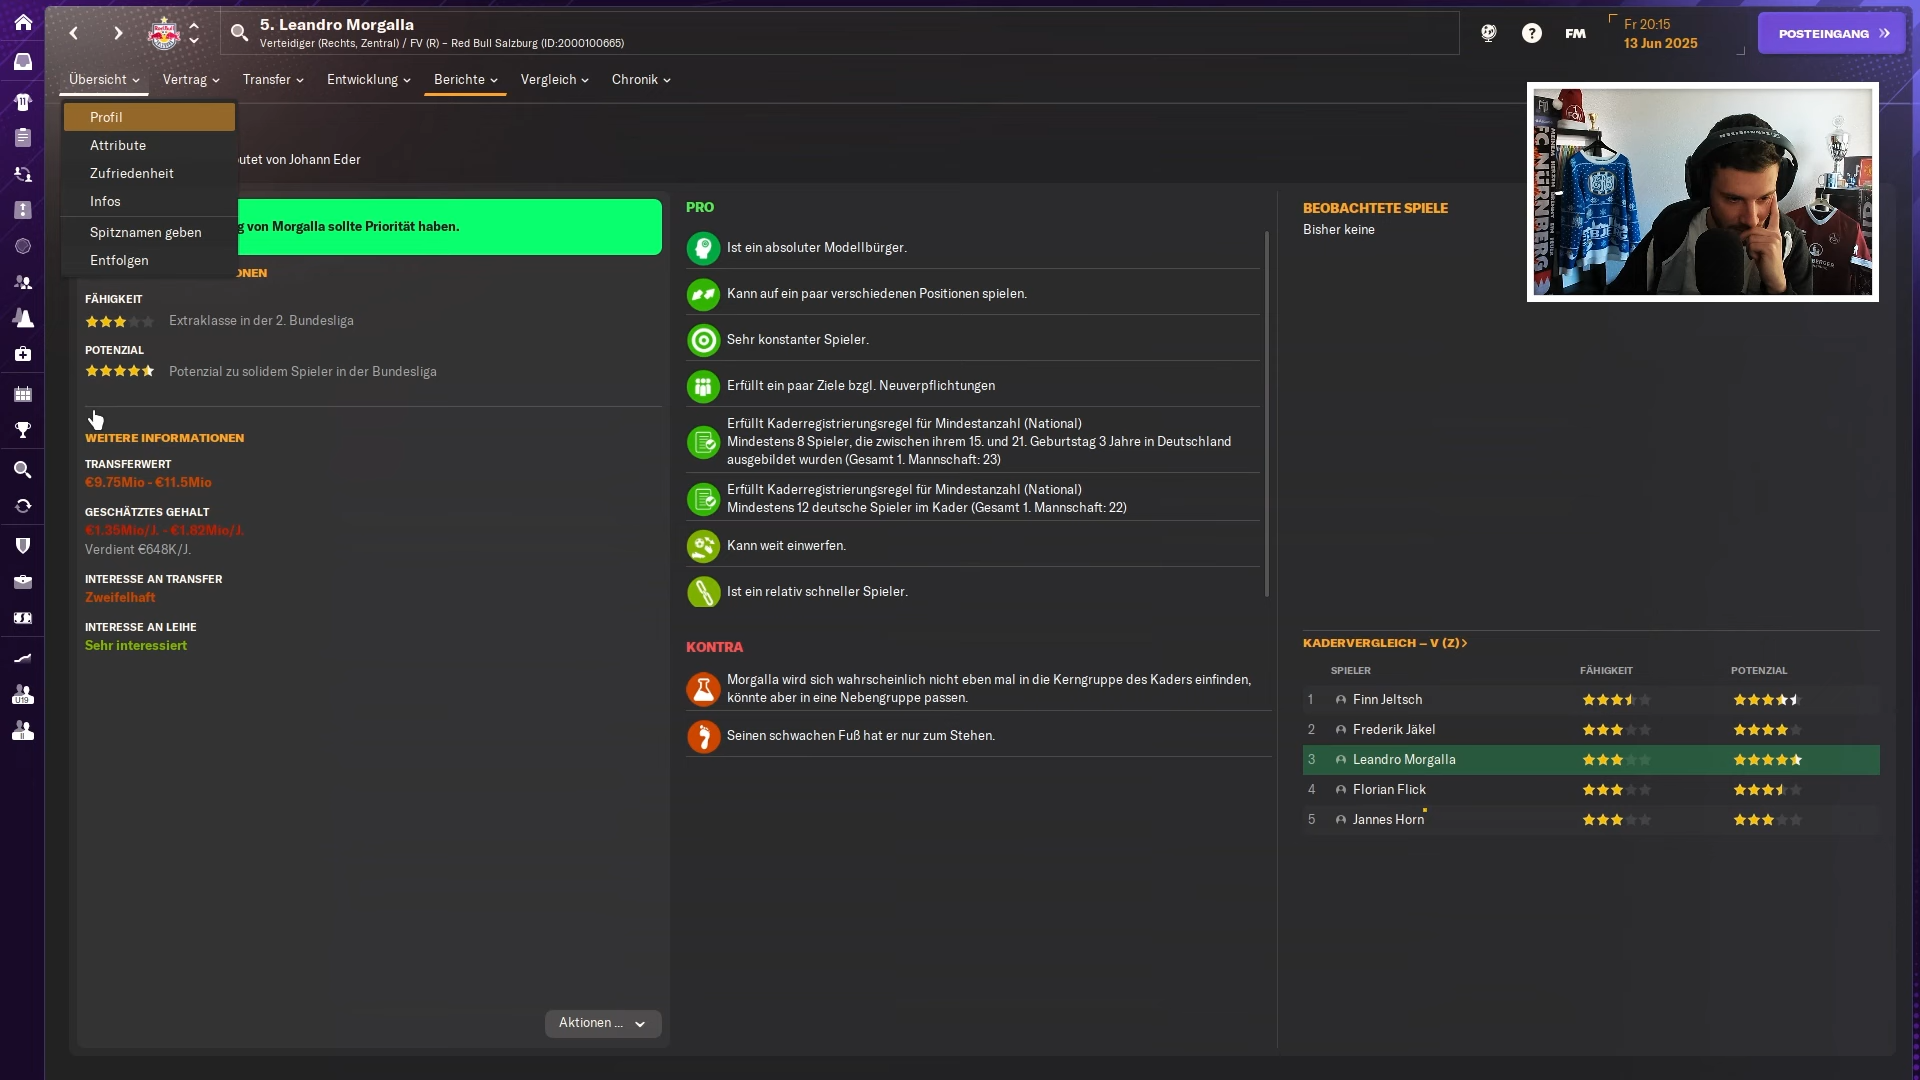 5. Leandro Morgalla
Verteidiger (Rechts, Zentral) / FV (R) – Red Bull Salzburg (ID:2000100665)
FM
Fr 20:15
13 Jun 2025
POSTEINGANG
Übersicht
Vertrag
Transfer
Entwicklung
Berichte
Vergleich
Chronik
Profil
Attribute
Zufriedenheit
Infos
Spitznamen geben
Entfolgen
utet von Johann Eder
von Morgalla sollte Priorität haben.
ONEN
FÄHIGKEIT
Extraklasse in der 2. Bundesliga
POTENZIAL
Potenzial zu solidem Spieler in der Bundesliga
WEITERE INFORMATIONEN
TRANSFERWERT
€9.75Mio - €11.5Mio
GESCHÄTZTES GEHALT
€1.35Mio/J. - €1.82Mio/J.
Verdient €648K/J.
INTERESSE AN TRANSFER
Zweifelhaft
INTERESSE AN LEIHE
Sehr interessiert
Aktionen ...
PRO
Ist ein absoluter Modellbürger.
Kann auf ein paar verschiedenen Positionen spielen.
Sehr konstanter Spieler.
Erfüllt ein paar Ziele bzgl. Neuverpflichtungen
Erfüllt Kaderregistrierungsregel für Mindestanzahl (National)
Mindestens 8 Spieler, die zwischen ihrem 15. und 21. Geburtstag 3 Jahre in Deutschland
ausgebildet wurden (Gesamt 1. Mannschaft: 23)
Erfüllt Kaderregistrierungsregel für Mindestanzahl (National)
Mindestens 12 deutsche Spieler im Kader (Gesamt 1. Mannschaft: 22)
Kann weit einwerfen.
Ist ein relativ schneller Spieler.
KONTRA
Morgalla wird sich wahrscheinlich nicht eben mal in die Kerngruppe des Kaders einfinden,
könnte aber in eine Nebengruppe passen.
Seinen schwachen Fuß hat er nur zum Stehen.
BEOBACHTETE SPIELE
Bisher keine
FC NÜRNBERG
KADERVERGLEICH – V (Z)
SPIELER
FÄHIGKEIT
POTENZIAL
1 Finn Jeltsch
2 Frederik Jäkel
3 Leandro Morgalla
4 Florian Flick
5 Jannes Horn
11
U19
II